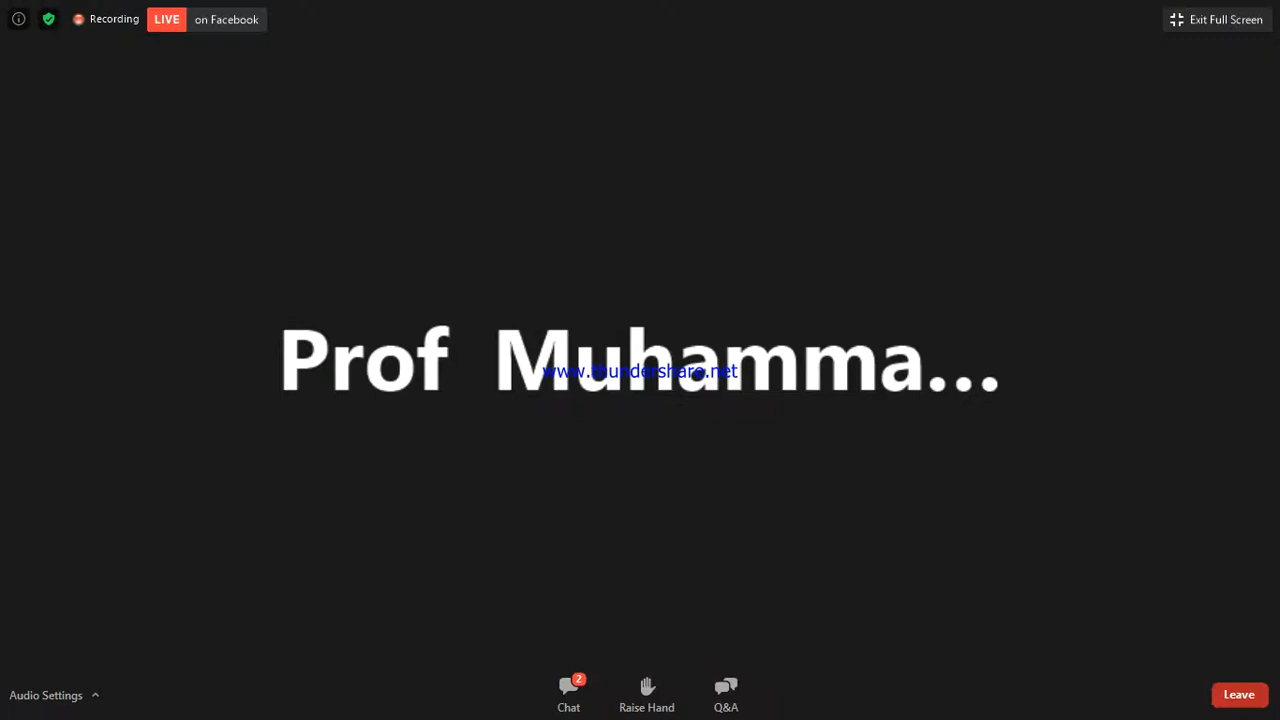 Recording LIVE on Facebook Exit Full Screen
Prof Muhamma...
www.thundershare.net
Audio Settings Chat 2 Raise Hand Q&A Leave